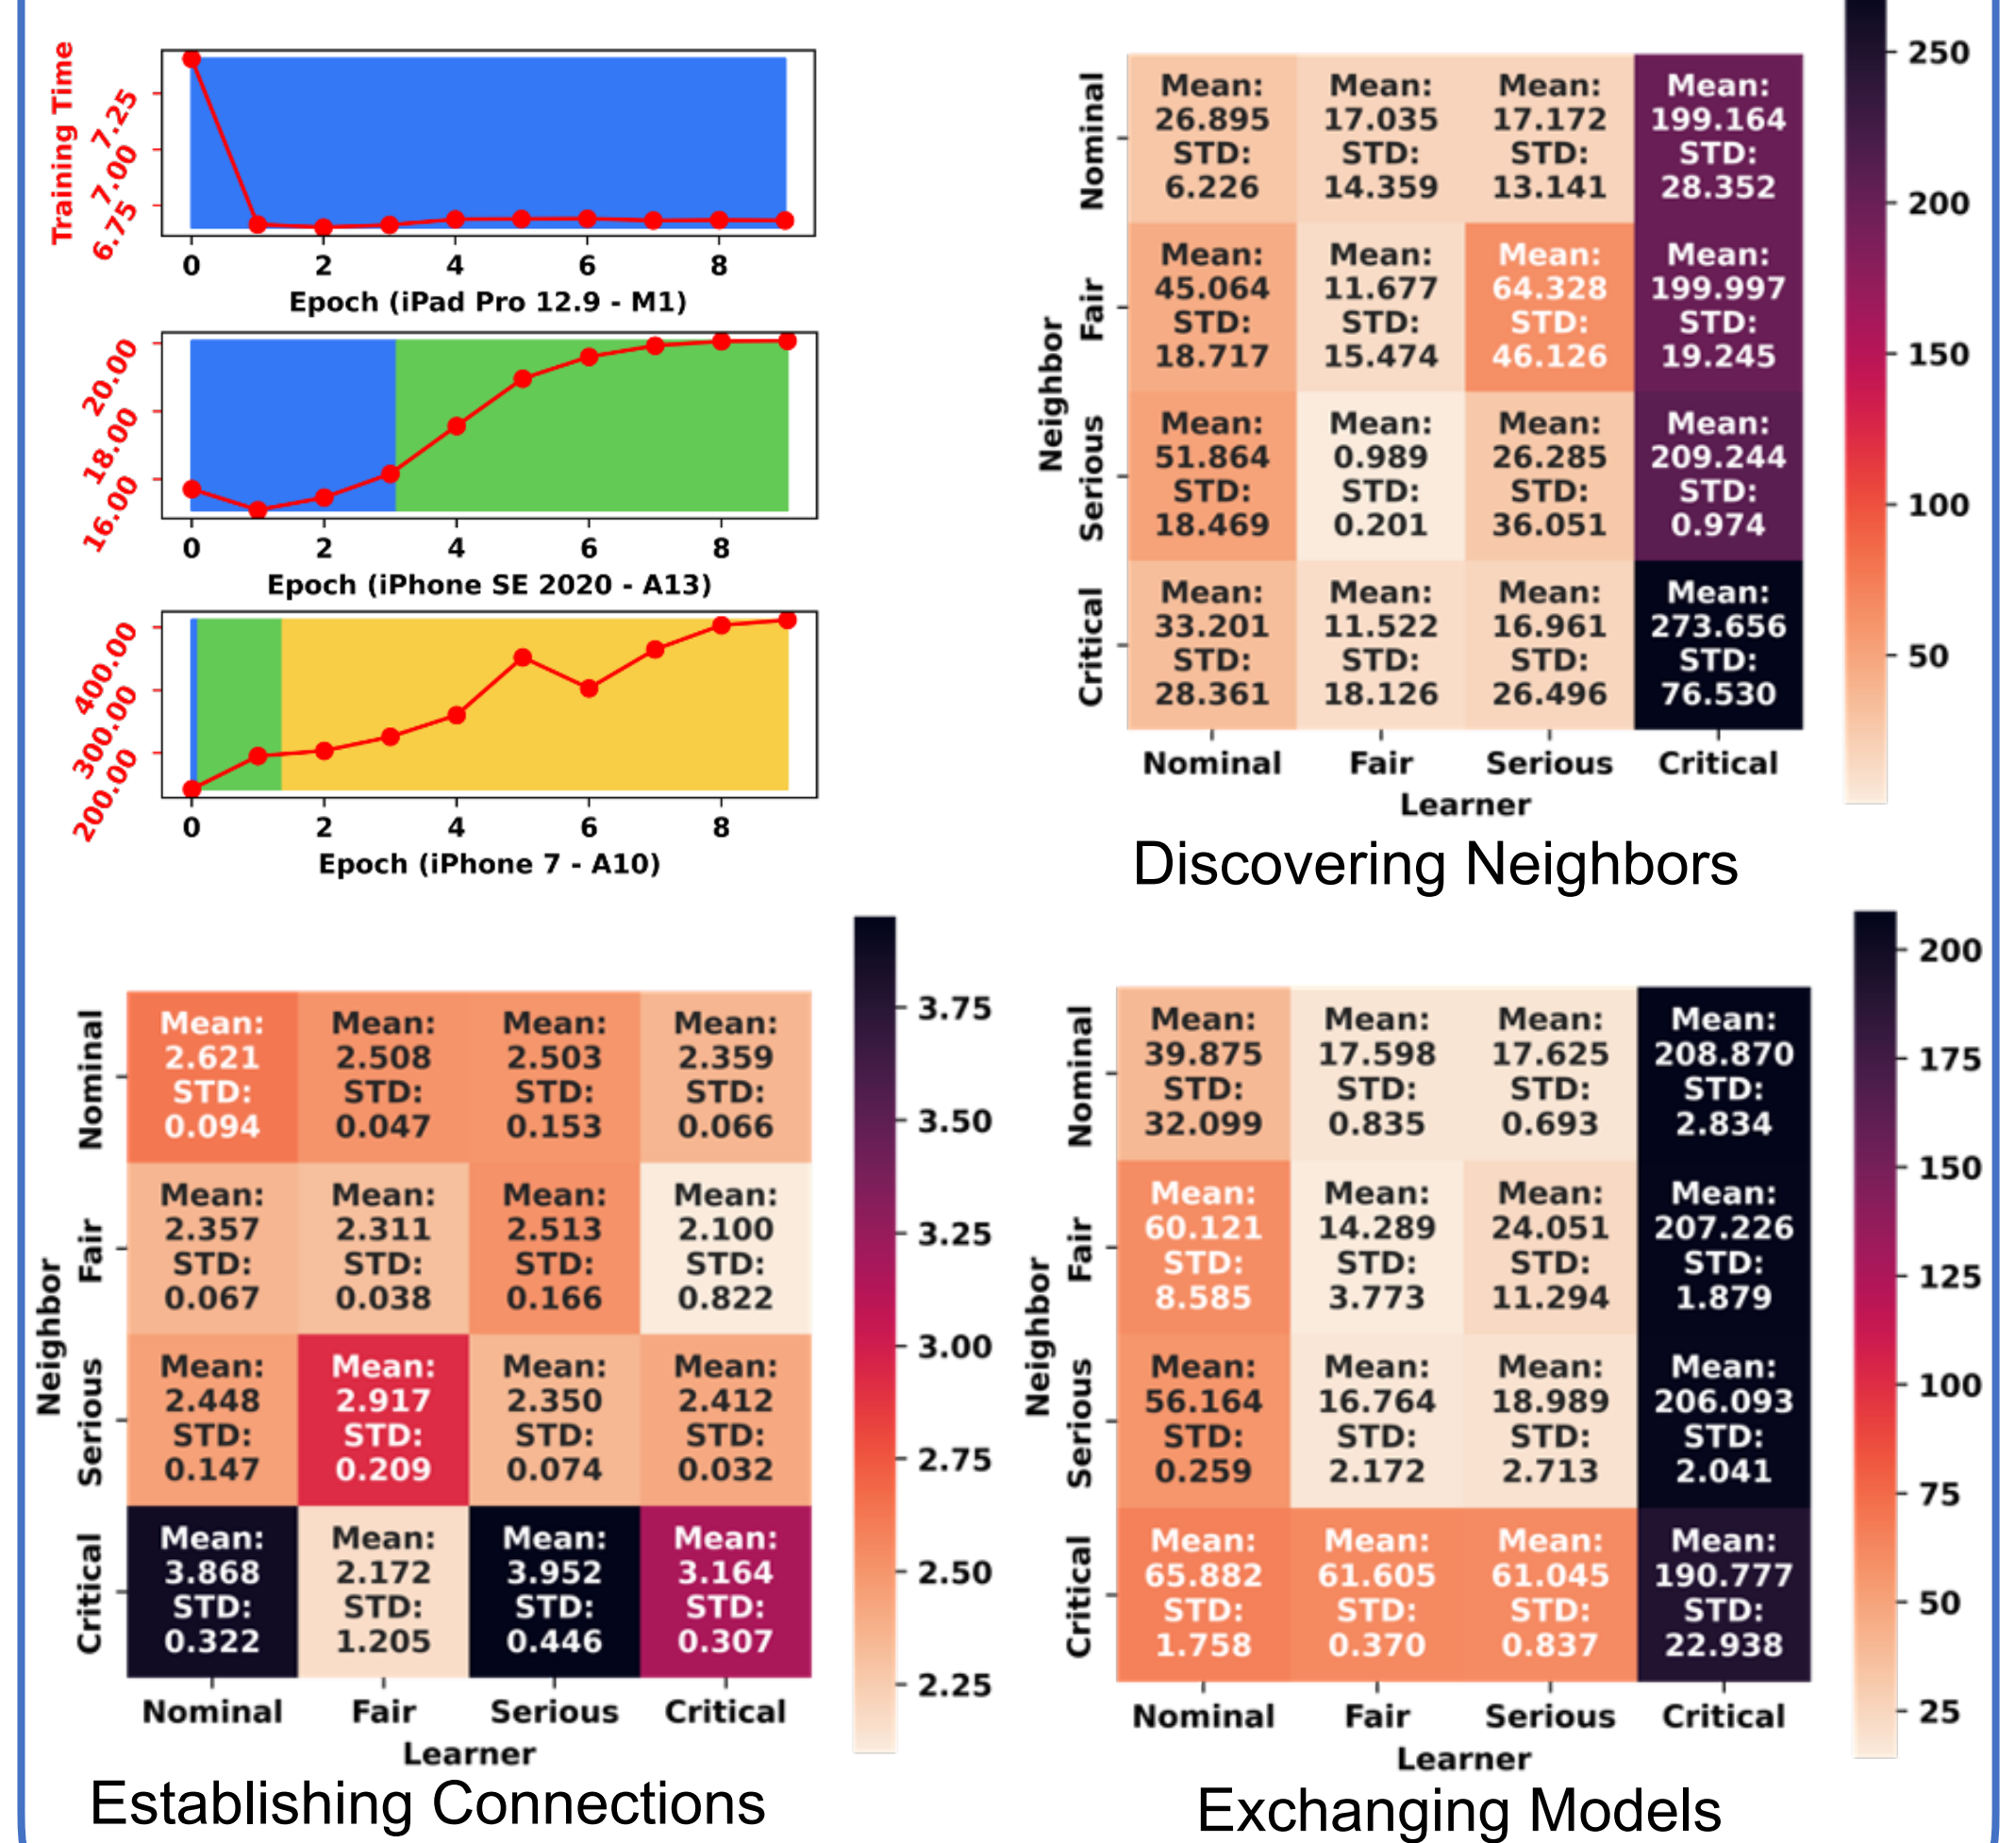 Training Time
7.25
7.00
6.75
0 2 4 6 8
Epoch (iPad Pro 12.9 - M1)
20.00
18.00
16.00
0 2 4 6 8
Epoch (iPhone SE 2020 - A13)
400.00
300.00
200.00
0 2 4 6 8
Epoch (iPhone 7 - A10)
Neighbor
Nominal
Mean: Mean: Mean: Mean:
26.895 17.035 17.172 199.164
STD: STD: STD: STD:
6.226 14.359 13.141 28.352
Fair
Mean: Mean: Mean: Mean:
45.064 11.677 64.328 199.997
STD: STD: STD: STD:
18.717 15.474 46.126 19.245
Serious
Mean: Mean: Mean: Mean:
51.864 0.989 26.285 209.244
STD: STD: STD: STD:
18.469 0.201 36.051 0.974
Critical
Mean: Mean: Mean: Mean:
33.201 11.522 16.961 273.656
STD: STD: STD: STD:
28.361 18.126 26.496 76.530
Nominal Fair Serious Critical
Learner
250
200
150
100
50
Discovering Neighbors
Neighbor
Nominal
Mean: Mean: Mean: Mean:
2.621 2.508 2.503 2.359
STD: STD: STD: STD:
0.094 0.047 0.153 0.066
Fair
Mean: Mean: Mean: Mean:
2.357 2.311 2.513 2.100
STD: STD: STD: STD:
0.067 0.038 0.166 0.822
Serious
Mean: Mean: Mean: Mean:
2.448 2.917 2.350 2.412
STD: STD: STD: STD:
0.147 0.209 0.074 0.032
Critical
Mean: Mean: Mean: Mean:
3.868 2.172 3.952 3.164
STD: STD: STD: STD:
0.322 1.205 0.446 0.307
Nominal Fair Serious Critical
Learner
3.75
3.50
3.25
3.00
2.75
2.50
2.25
Establishing Connections
Neighbor
Nominal
Mean: Mean: Mean: Mean:
39.875 17.598 17.625 208.870
STD: STD: STD: STD:
32.099 0.835 0.693 2.834
Fair
Mean: Mean: Mean: Mean:
60.121 14.289 24.051 207.226
STD: STD: STD: STD:
8.585 3.773 11.294 1.879
Serious
Mean: Mean: Mean: Mean:
56.164 16.764 18.989 206.093
STD: STD: STD: STD:
0.259 2.172 2.713 2.041
Critical
Mean: Mean: Mean: Mean:
65.882 61.605 61.045 190.777
STD: STD: STD: STD:
1.758 0.370 0.837 22.938
Nominal Fair Serious Critical
Learner
200
175
150
125
100
75
50
25
Exchanging Models